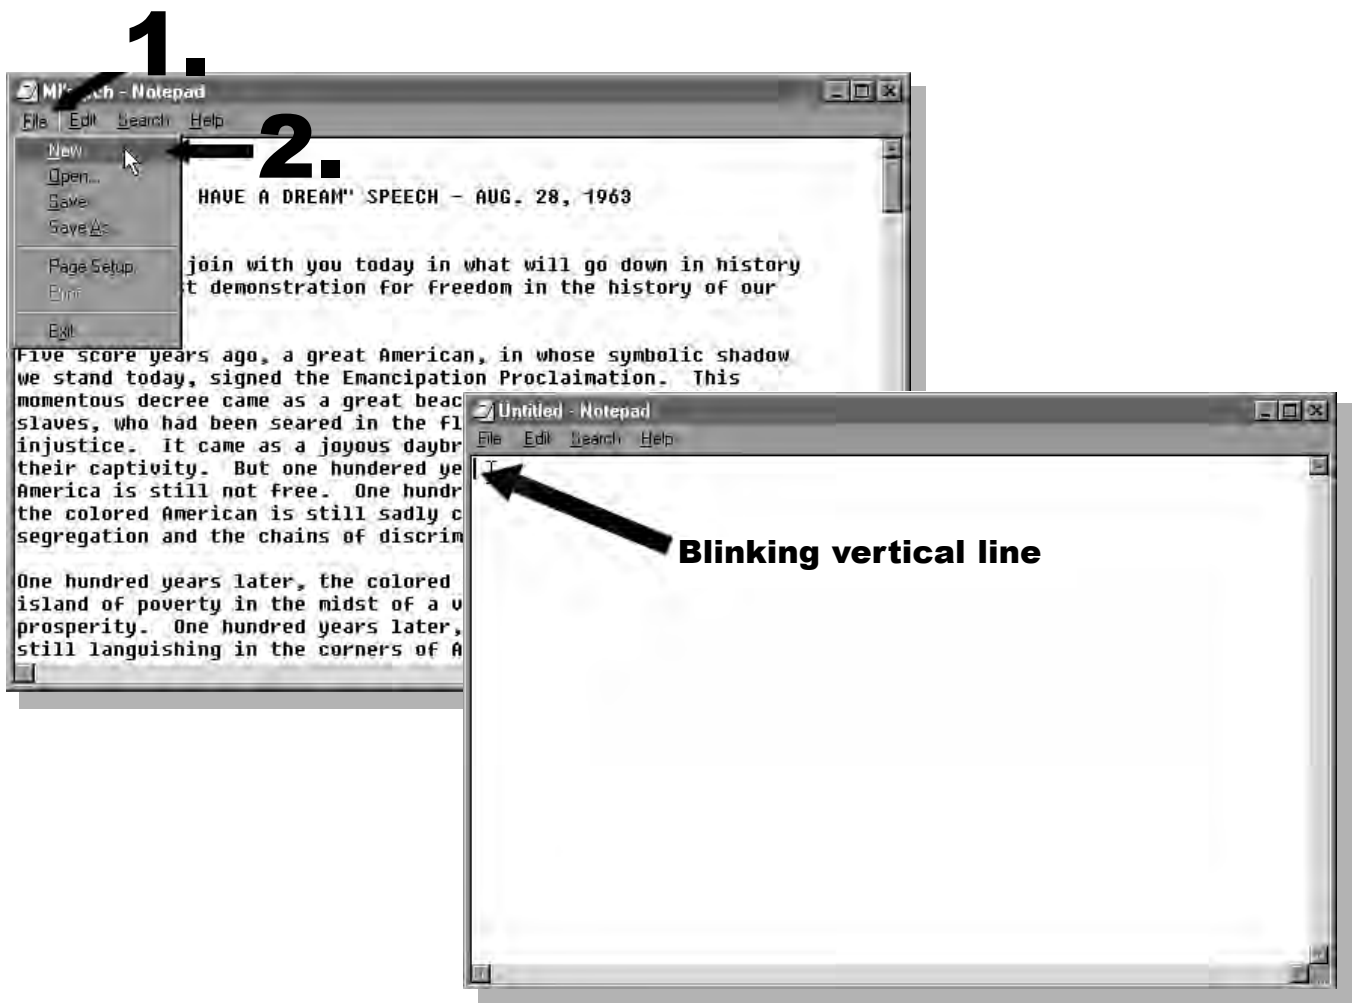 1.
- Notepad
File Edit Search Help
2.
New
Open...
Save
Save As...
Page Setup...
Print
Exit
HAVE A DREAM" SPEECH - AUG. 28, 1963
join with you today in what will go down in history
t demonstration for freedom in the history of our
Five score years ago, a great American, in whose symbolic shadow
we stand today, signed the Emancipation Proclaimation. This
momentous decree came as a great beac
slaves, who had been seared in the fl
injustice. It came as a joyous daybr
their captivity. But one hundered ye
America is still not free. One hundr
the colored American is still sadly c
segregation and the chains of discrim
One hundred years later, the colored
island of poverty in the midst of a v
prosperity. One hundred years later,
still languishing in the corners of A
Untitled - Notepad
File Edit Search Help
Blinking vertical line